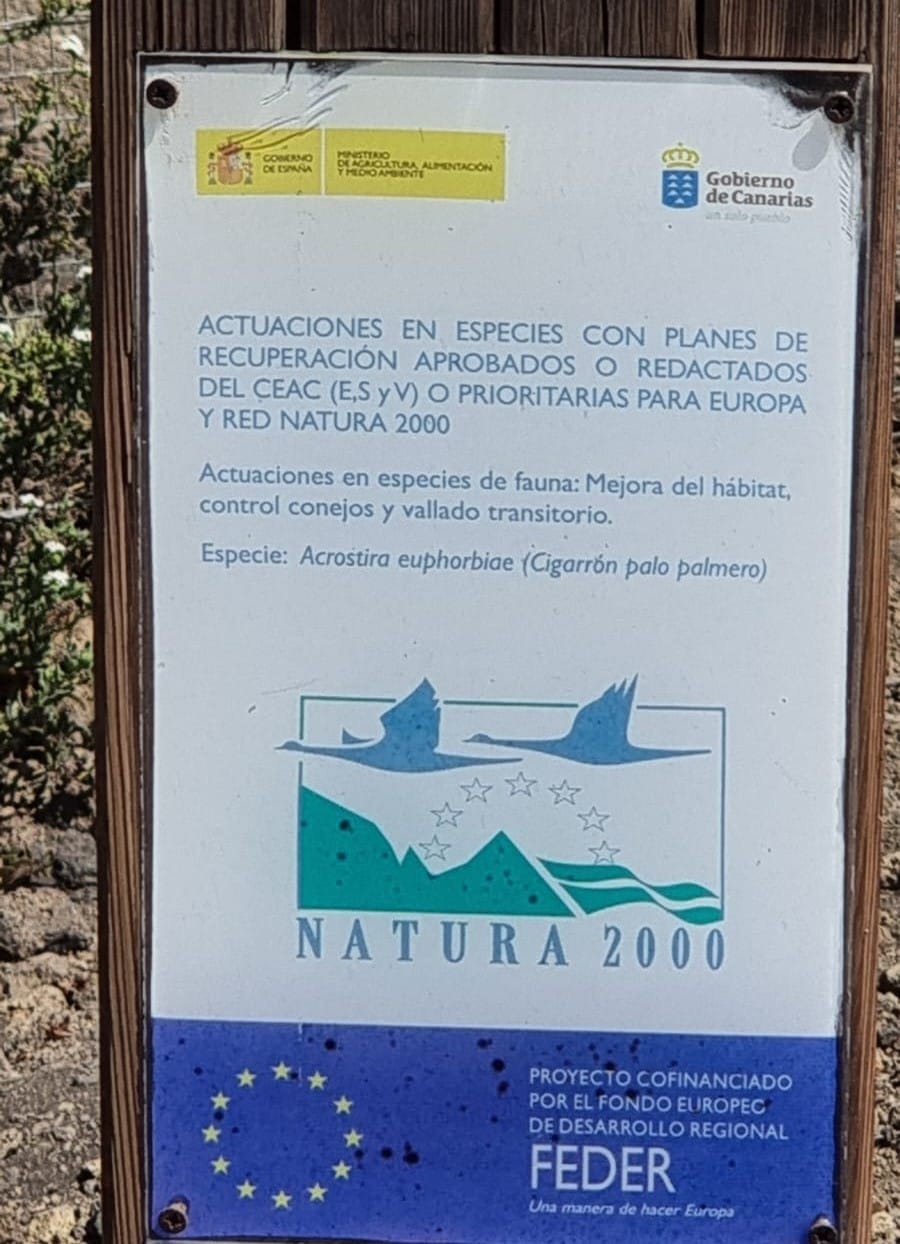 GOBIERNO
DE ESPAÑA
MINISTERIO
DE AGRICULTURA, ALIMENTACIÓN
Y MEDIO AMBIENTE
Gobierno
de Canarias
un solo pueblo
ACTUACIONES EN ESPECIES CON PLANES DE
RECUPERACIÓN APROBADOS O REDACTADOS
DEL CEAC (E,S y V) O PRIORITARIAS PARA EUROPA
Y RED NATURA 2000
Actuaciones en especies de fauna: Mejora del hábitat,
control conejos y vallado transitorio.
Especie: Acrostira euphorbiae (Cigarrón palo palmero)
NATURA 2000
PROYECTO COFINANCIADO
POR EL FONDO EUROPEO
DE DESARROLLO REGIONAL
FEDER
Una manera de hacer Europa